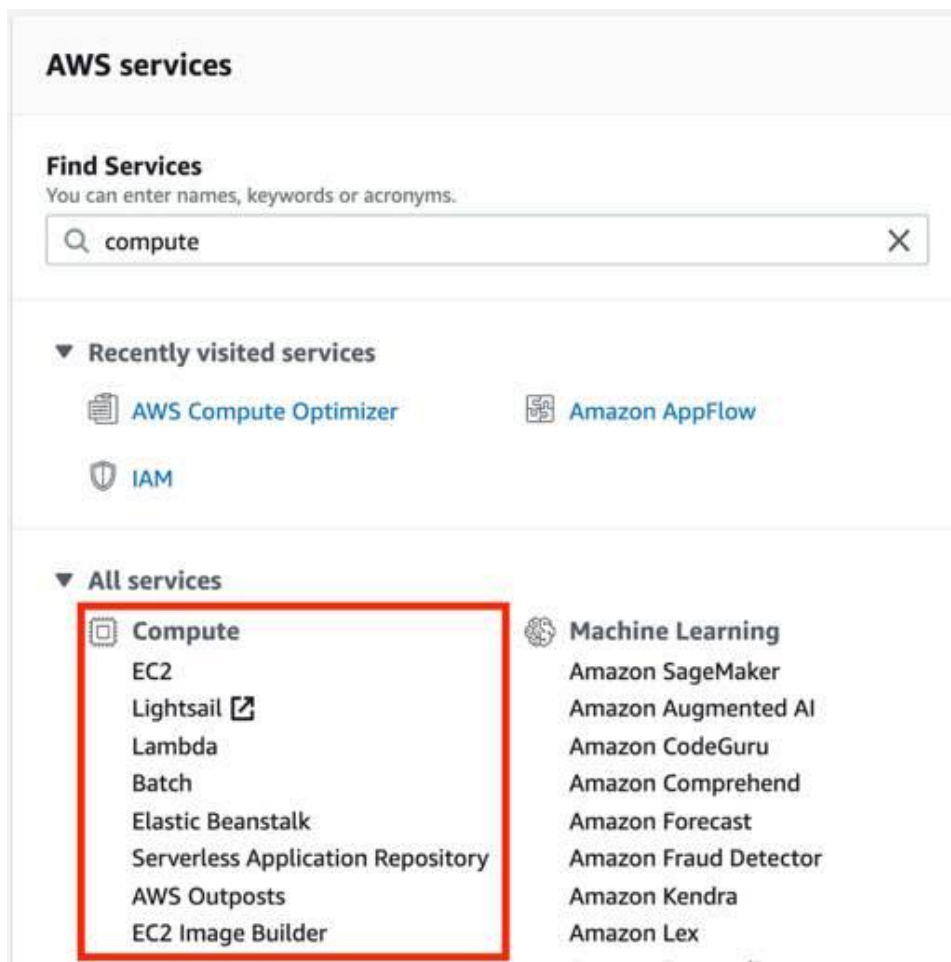 AWS services
Find Services
You can enter names, keywords or acronyms.
compute
Recently visited services
AWS Compute Optimizer
Amazon AppFlow
IAM
All services
Compute
EC2
Lightsail
Lambda
Batch
Elastic Beanstalk
Serverless Application Repository
AWS Outposts
EC2 Image Builder
Machine Learning
Amazon SageMaker
Amazon Augmented AI
Amazon CodeGuru
Amazon Comprehend
Amazon Forecast
Amazon Fraud Detector
Amazon Kendra
Amazon Lex